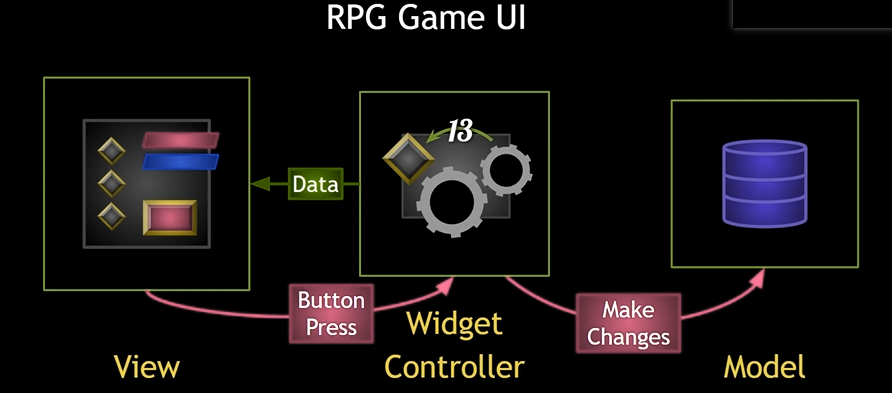 RPG Game UI
13
Data
Button
Press
Make
Changes
View
Widget
Controller
Model